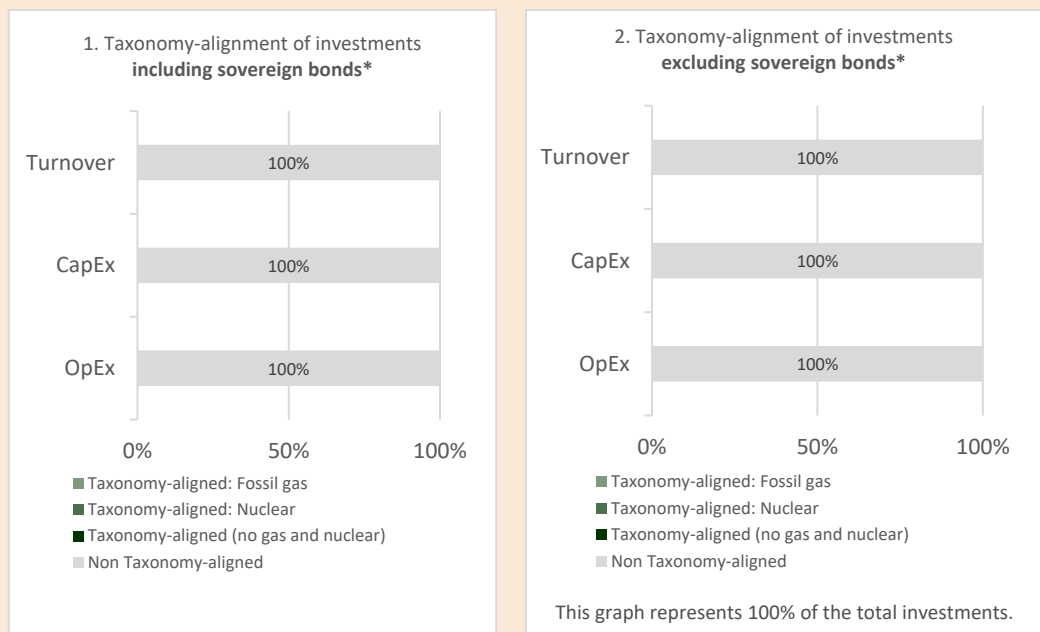 1. Taxonomy-alignment of investments
including sovereign bonds*
Turnover
100%
CapEx
100%
OpEx
100%
0%
50%
100%
Taxonomy-aligned: Fossil gas
Taxonomy-aligned: Nuclear
Taxonomy-aligned (no gas and nuclear)
Non Taxonomy-aligned
2. Taxonomy-alignment of investments
excluding sovereign bonds*
Turnover
100%
CapEx
100%
OpEx
100%
0%
50%
100%
Taxonomy-aligned: Fossil gas
Taxonomy-aligned: Nuclear
Taxonomy-aligned (no gas and nuclear)
Non Taxonomy-aligned
This graph represents 100% of the total investments.